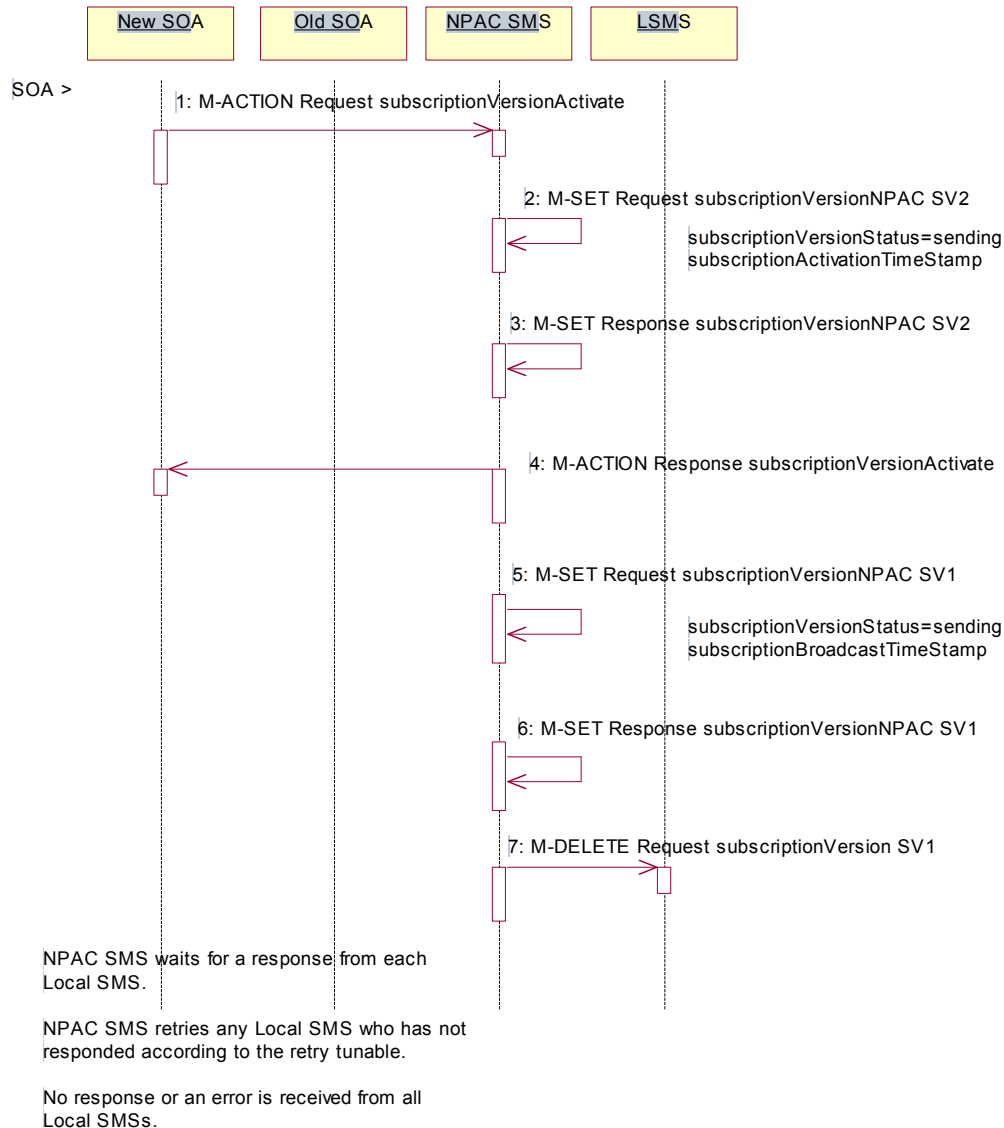 New SOA
Old SOA
NPAC SMS
LSMS
SOA >
1: M-ACTION Request subscriptionVersionActivate
2: M-SET Request subscriptionVersionNPAC SV2
subscriptionVersionStatus=sending
subscriptionActivationTimeStamp
3: M-SET Response subscriptionVersionNPAC SV2
4: M-ACTION Response subscriptionVersionActivate
5: M-SET Request subscriptionVersionNPAC SV1
subscriptionVersionStatus=sending
subscriptionBroadcastTimeStamp
6: M-SET Response subscriptionVersionNPAC SV1
7: M-DELETE Request subscriptionVersion SV1
NPAC SMS waits for a response from each
Local SMS.
NPAC SMS retries any Local SMS who has not
responded according to the retry tunable.
No response or an error is received from all
Local SMSs.